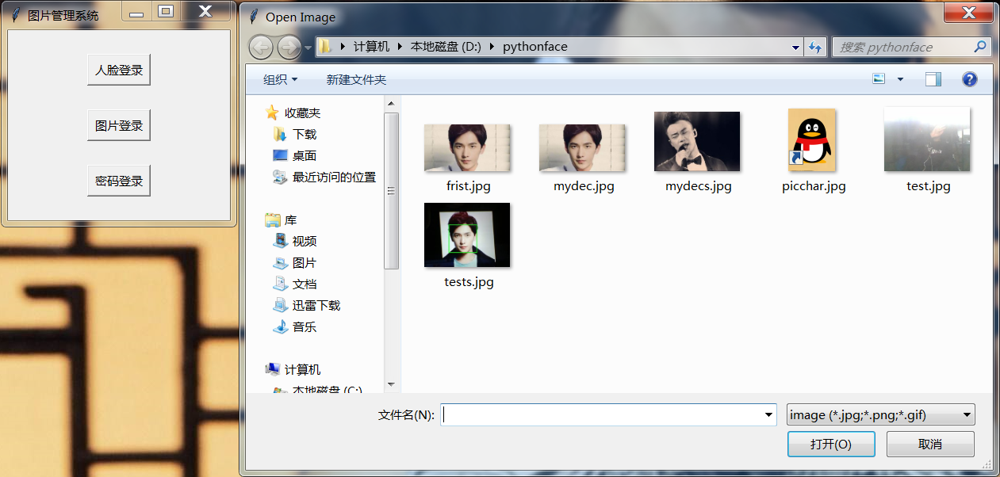 图片管理系统
人脸登录
图片登录
密码登录
Open Image
计算机 本地磁盘 (D:) pythonface
搜索 pythonface
组织 新建文件夹
收藏夹
下载
桌面
最近访问的位置
库
视频
图片
文档
迅雷下载
音乐
计算机
本地磁盘 (C:)
frist.jpg mydec.jpg mydecs.jpg picchar.jpg test.jpg
tests.jpg
文件名(N): image (*.jpg;*.png;*.gif)
打开(O) 取消